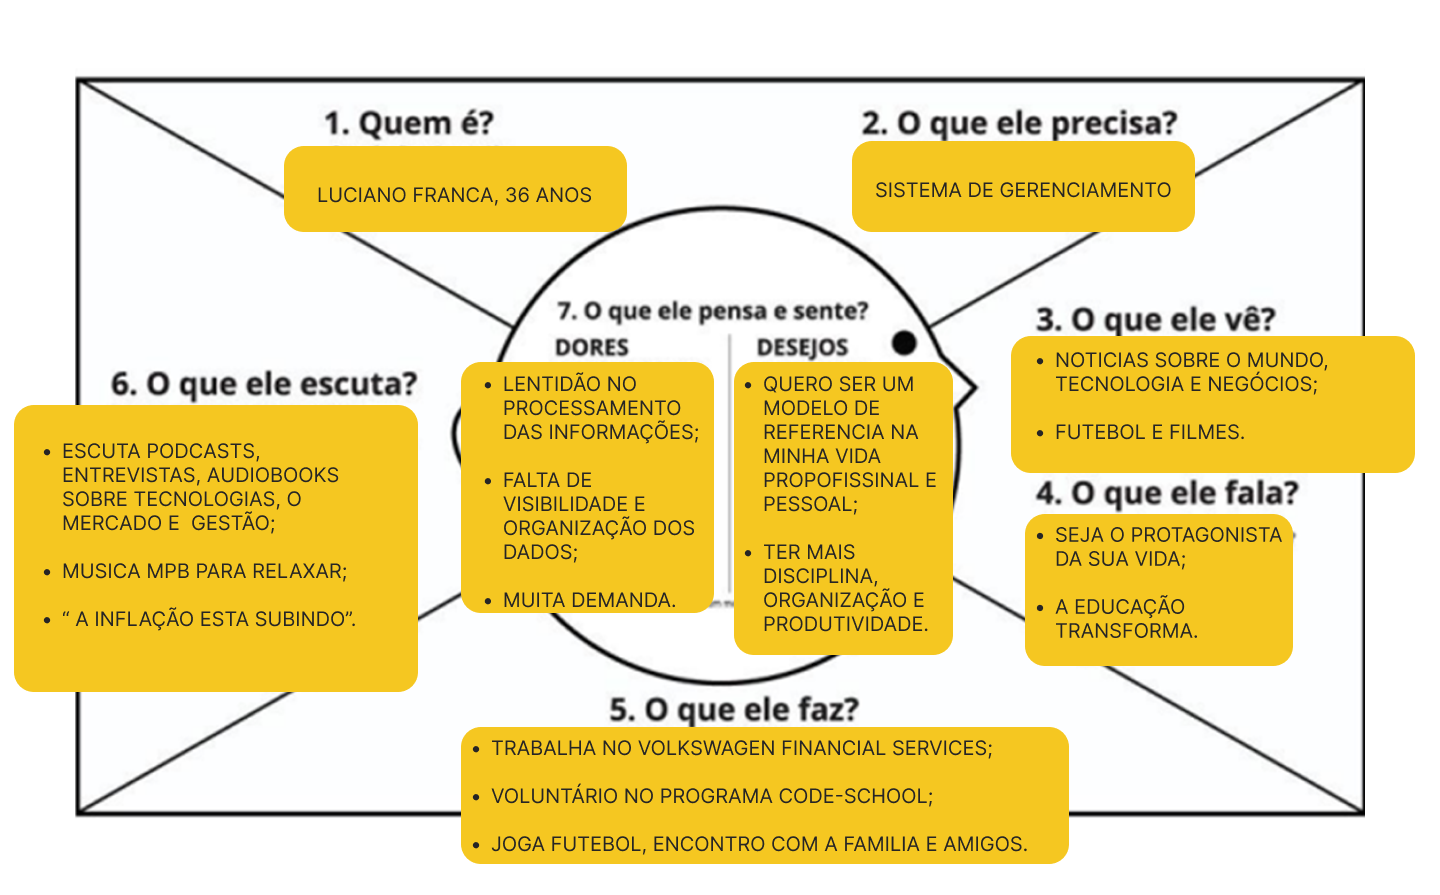 1. Quem é?
LUCIANO FRANCA, 36 ANOS
2. O que ele precisa?
SISTEMA DE GERENCIAMENTO
3. O que ele vê?
• NOTICIAS SOBRE O MUNDO,
TECNOLOGIA E NEGÓCIOS;
• FUTEBOL E FILMES.
4. O que ele fala?
• SEJA O PROTAGONISTA
DA SUA VIDA;
• A EDUCAÇÃO
TRANSFORMA.
5. O que ele faz?
• TRABALHA NO VOLKSWAGEN FINANCIAL SERVICES;
• VOLUNTÁRIO NO PROGRAMA CODE-SCHOOL;
• JOGA FUTEBOL, ENCONTRO COM A FAMILIA E AMIGOS.
6. O que ele escuta?
• ESCUTA PODCASTS,
ENTREVISTAS, AUDIOBOOKS
SOBRE TECNOLOGIAS, O
MERCADO E  GESTÃO;
• MUSICA MPB PARA RELAXAR;
• “ A INFLAÇÃO ESTA SUBINDO”.
7. O que ele pensa e sente?
DORES
• LENTIDÃO NO
PROCESSAMENTO
DAS INFORMAÇÕES;
• FALTA DE
VISIBILIDADE E
ORGANIZAÇÃO DOS
DADOS;
• MUITA DEMANDA.
DESEJOS
• QUERO SER UM
MODELO DE
REFERENCIA NA
MINHA VIDA
PROPOFISSINAL E
PESSOAL;
• TER MAIS
DISCIPLINA,
ORGANIZAÇÃO E
PRODUTIVIDADE.